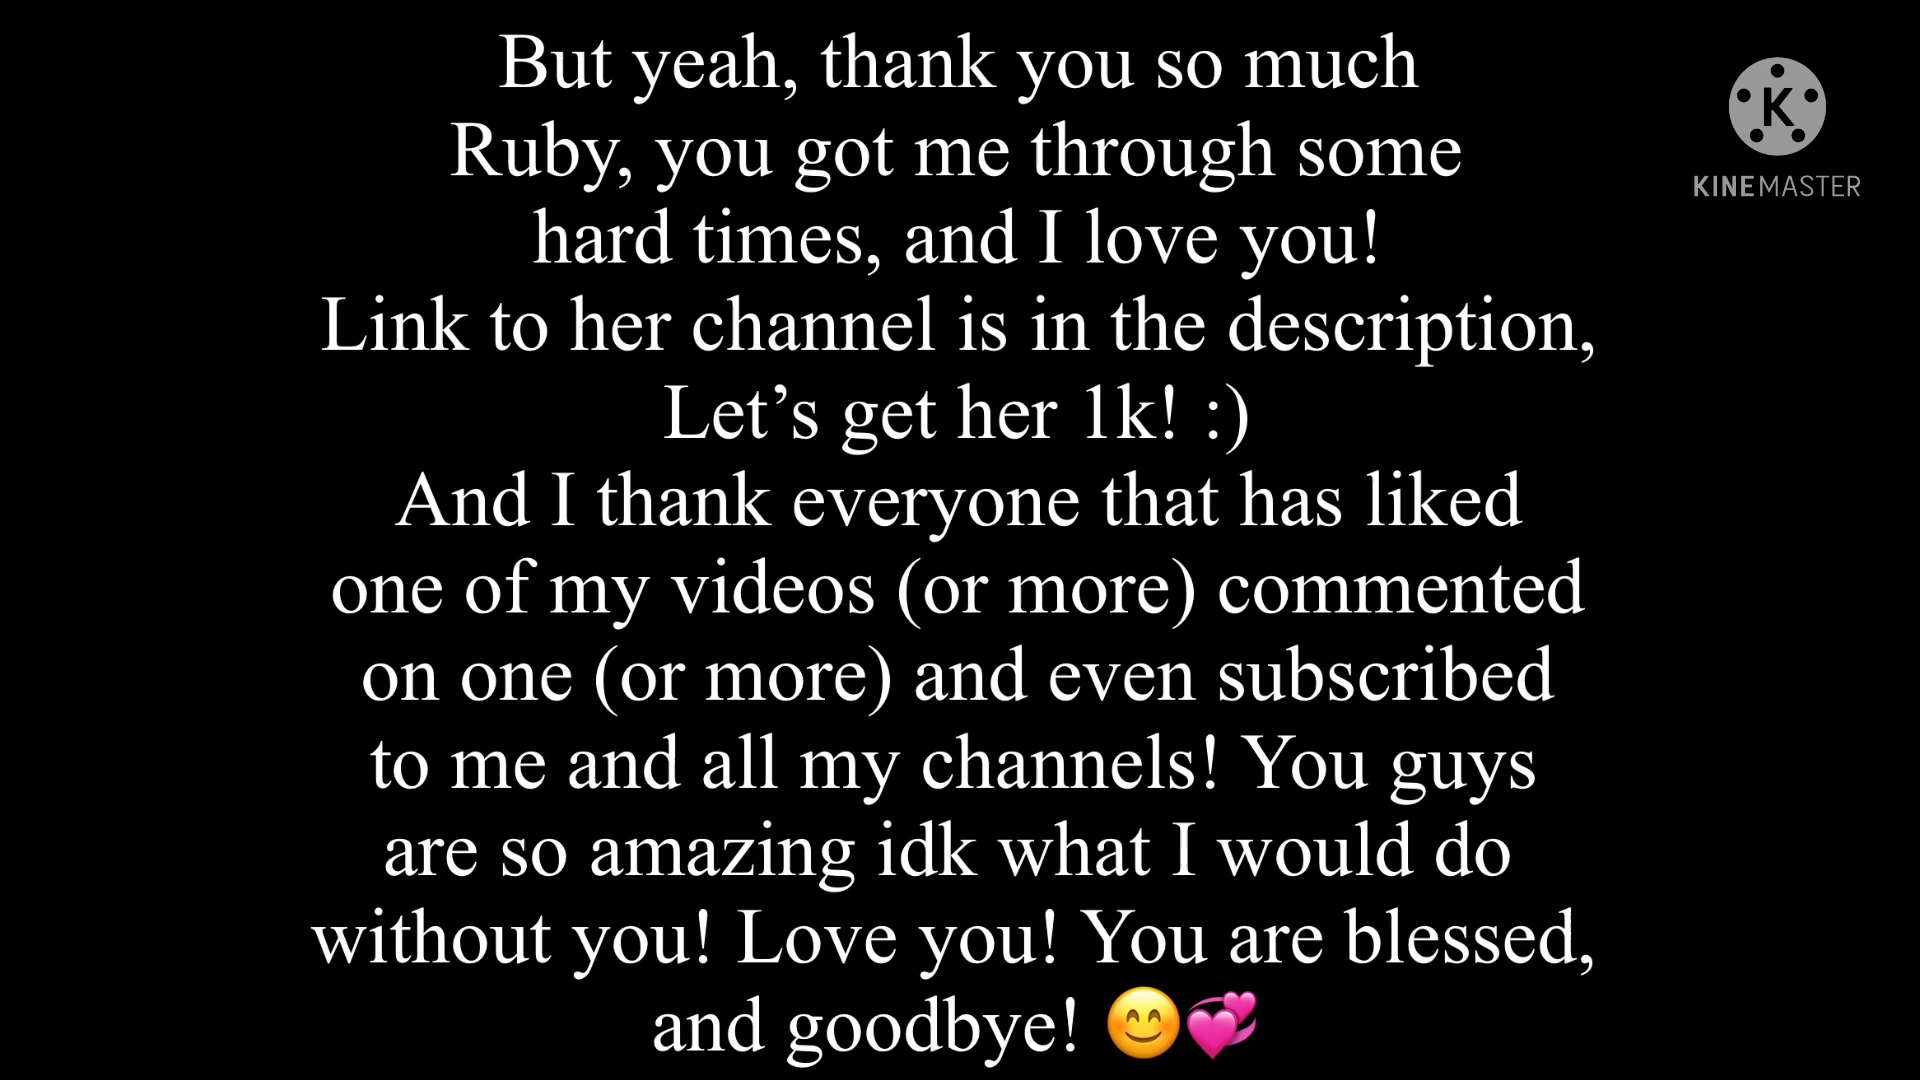 But yeah, thank you so much
Ruby, you got me through some
hard times, and I love you!
Link to her channel is in the description,
Let’s get her 1k! :)
And I thank everyone that has liked
one of my videos (or more) commented
on one (or more) and even subscribed
to me and all my channels! You guys
are so amazing idk what I would do
without you! Love you! You are blessed,
and goodbye! 😊💞
K
KINEMASTER